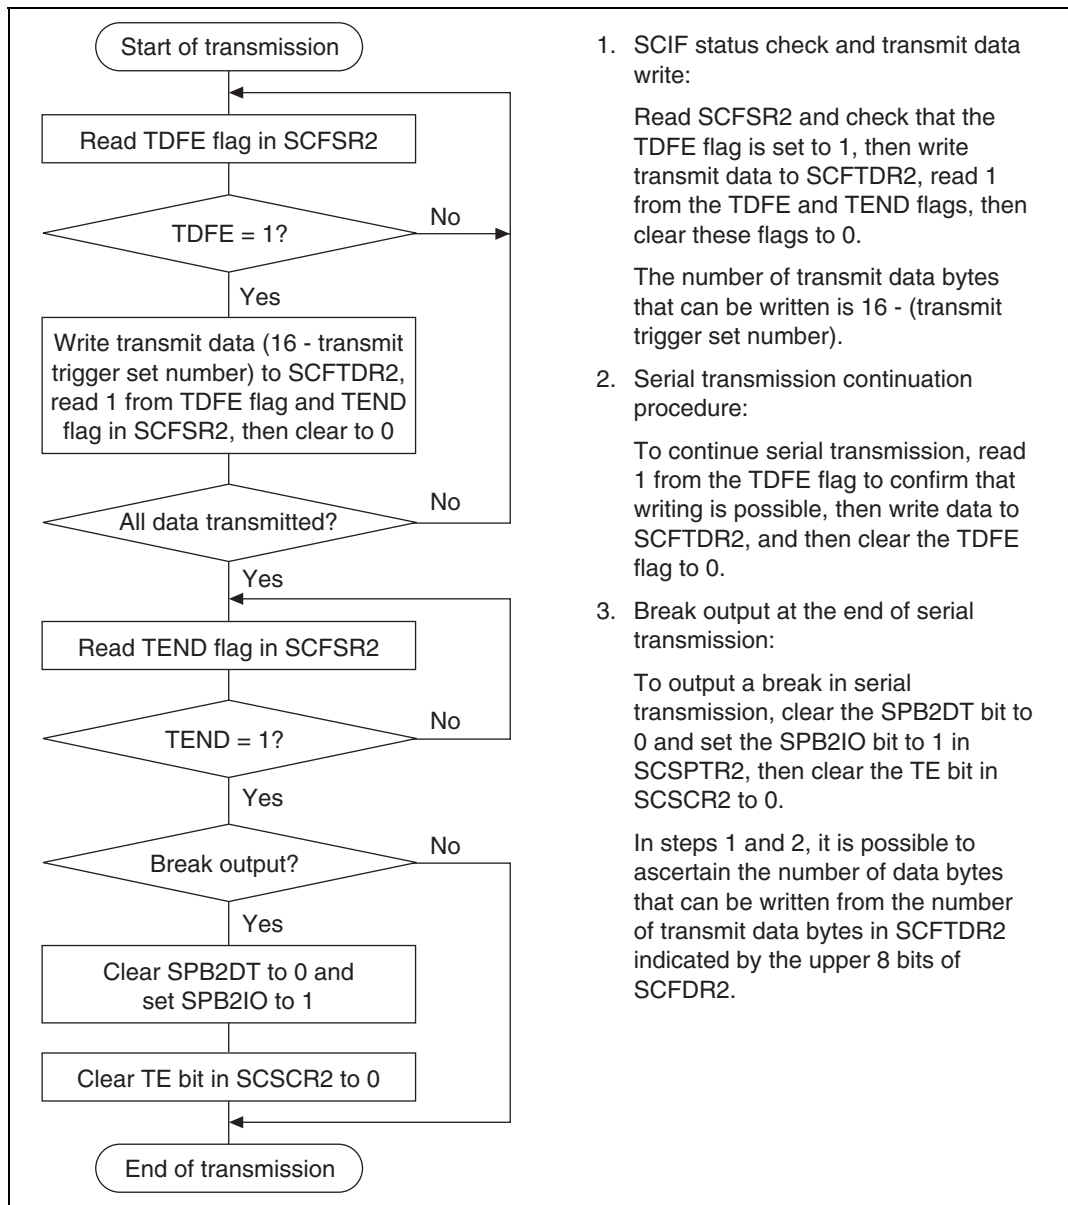 Start of transmission
Read TDFE flag in SCFSR2
TDFE = 1?
No
Yes
Write transmit data (16 - transmit
trigger set number) to SCFTDR2,
read 1 from TDFE flag and TEND
flag in SCFSR2, then clear to 0
All data transmitted?
No
Yes
Read TEND flag in SCFSR2
TEND = 1?
No
Yes
Break output?
No
Yes
Clear SPB2DT to 0 and
set SPB2IO to 1
Clear TE bit in SCSCR2 to 0
End of transmission
1. SCIF status check and transmit data
write:
Read SCFSR2 and check that the
TDFE flag is set to 1, then write
transmit data to SCFTDR2, read 1
from the TDFE and TEND flags, then
clear these flags to 0.
The number of transmit data bytes
that can be written is 16 - (transmit
trigger set number).
2. Serial transmission continuation
procedure:
To continue serial transmission, read
1 from the TDFE flag to confirm that
writing is possible, then write data to
SCFTDR2, and then clear the TDFE
flag to 0.
3. Break output at the end of serial
transmission:
To output a break in serial
transmission, clear the SPB2DT bit to
0 and set the SPB2IO bit to 1 in
SCSPTR2, then clear the TE bit in
SCSCR2 to 0.
In steps 1 and 2, it is possible to
ascertain the number of data bytes
that can be written from the number
of transmit data bytes in SCFTDR2
indicated by the upper 8 bits of
SCFDR2.